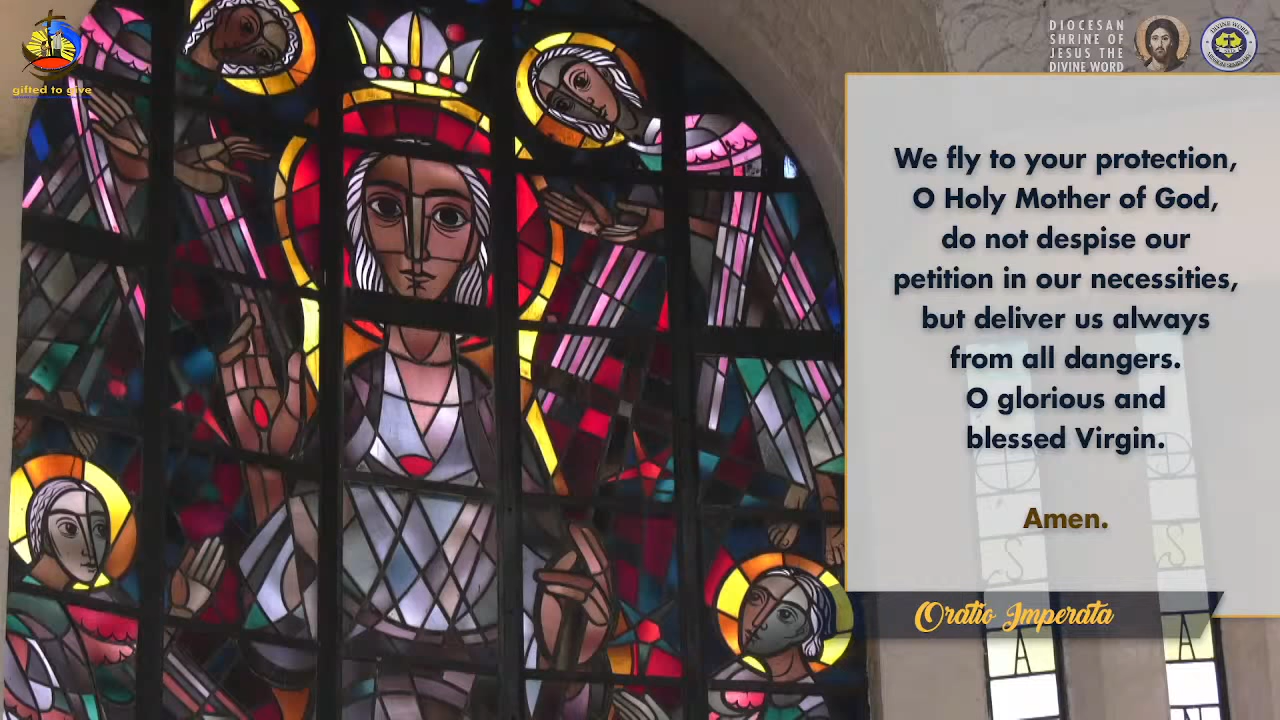 gifted to give
DIOCESAN
SHRINE OF
JESUS THE
DIVINE WORD
We fly to your protection,
O Holy Mother of God,
do not despise our
petition in our necessities,
but deliver us always
from all dangers.
O glorious and
blessed Virgin.
Amen.
Oratio Imperata
A
A